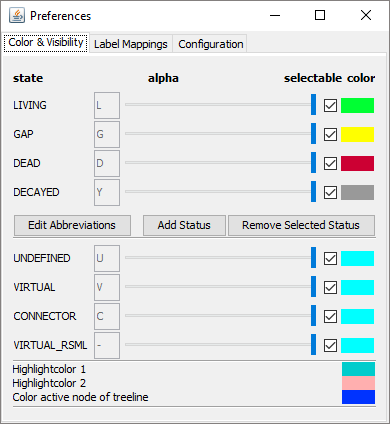 Preferences
Color & Visibility Label Mappings Configuration
state alpha selectable color
LIVING L
GAP G
DEAD D
DECAYED Y
Edit Abbreviations Add Status Remove Selected Status
UNDEFINED U
VIRTUAL V
CONNECTOR C
VIRTUAL_RSML -
Highlightcolor 1
Highlightcolor 2
Color active node of treeline